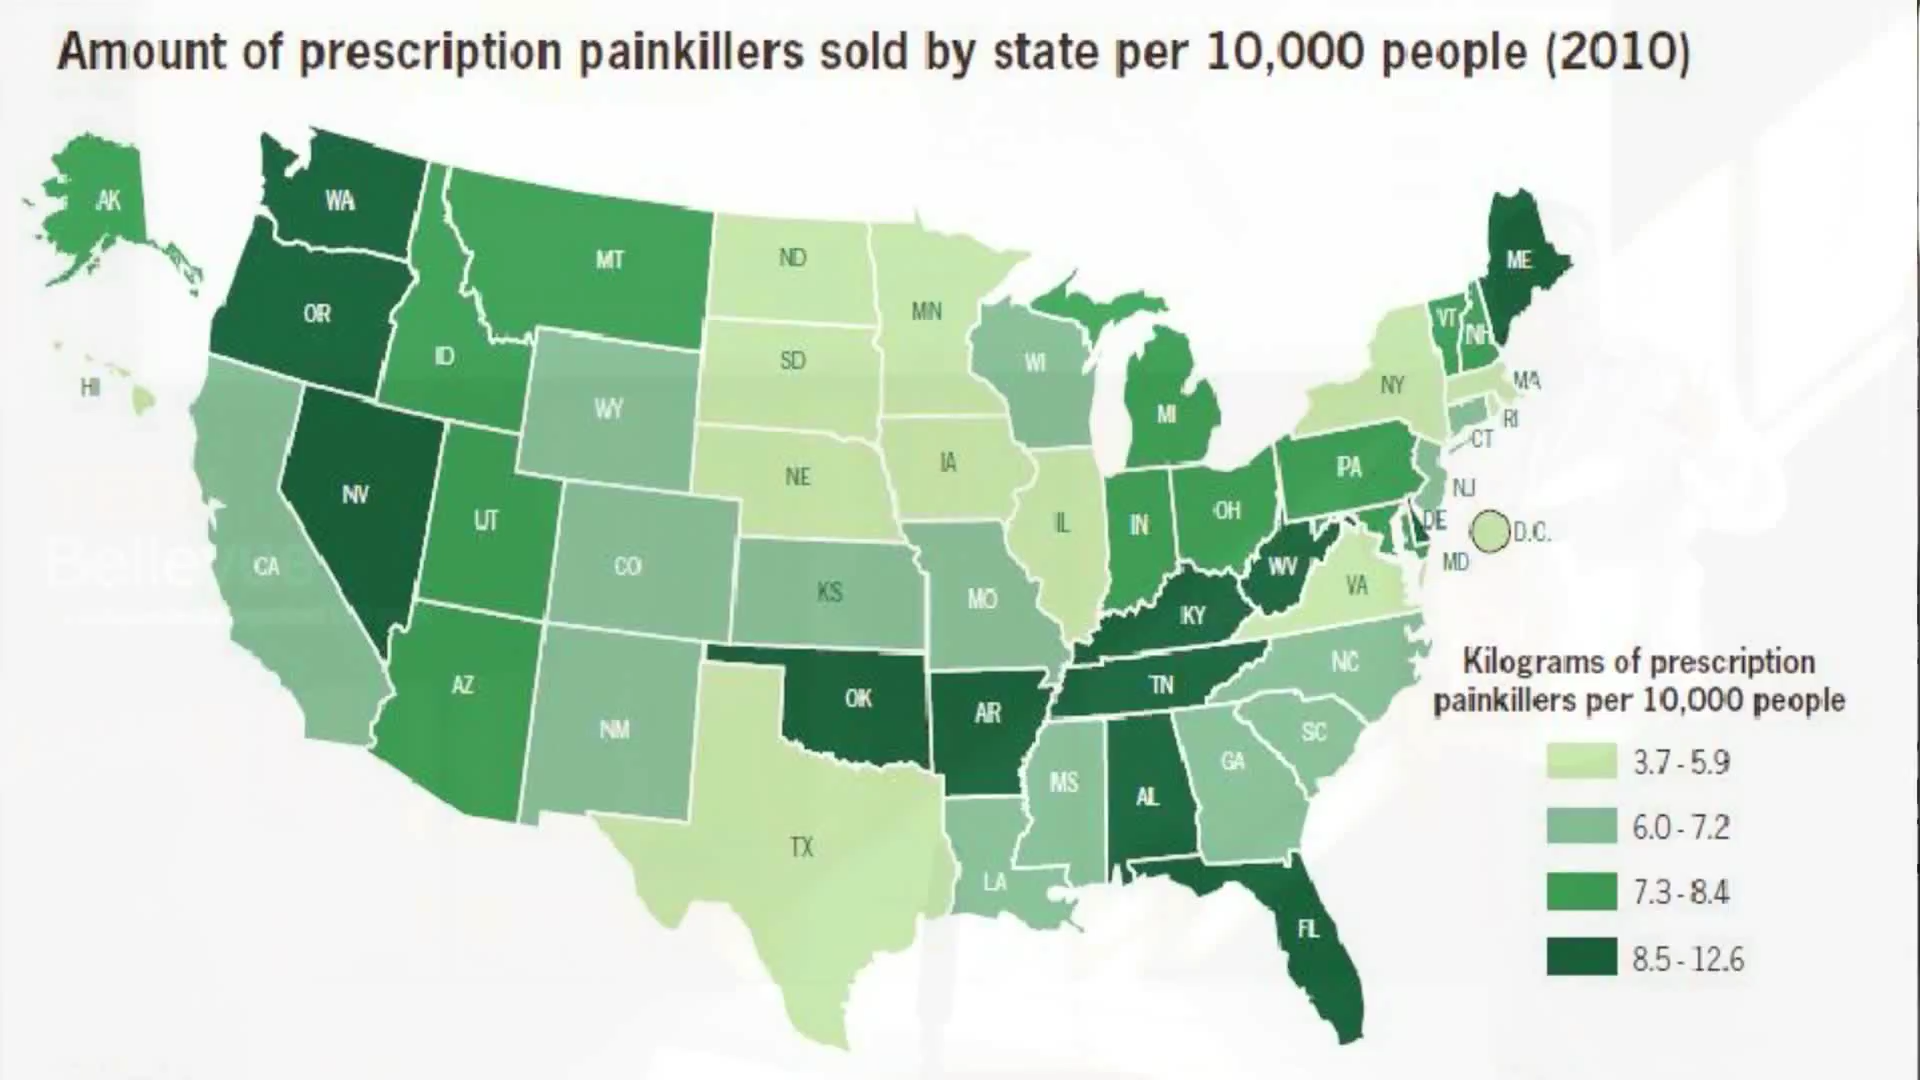 Amount of prescription painkillers sold by state per 10,000 people (2010)
AK
WA
MT
ND
ME
OR
MN
VT
NH
ID
SD
WI
HI
WY
NY
MA
MI
RI
CT
NE
IA
PA
NV
NJ
UT
IL
IN
OH
DE
D.C.
Bellevue
CA
CO
WV
MD
KS
MO
VA
KY
AZ
NC
Kilograms of prescription
painkillers per 10,000 people
TN
OK
AR
NM
SC
GA
MS
AL
3.7 - 5.9
6.0 - 7.2
TX
LA
7.3 - 8.4
FL
8.5 - 12.6